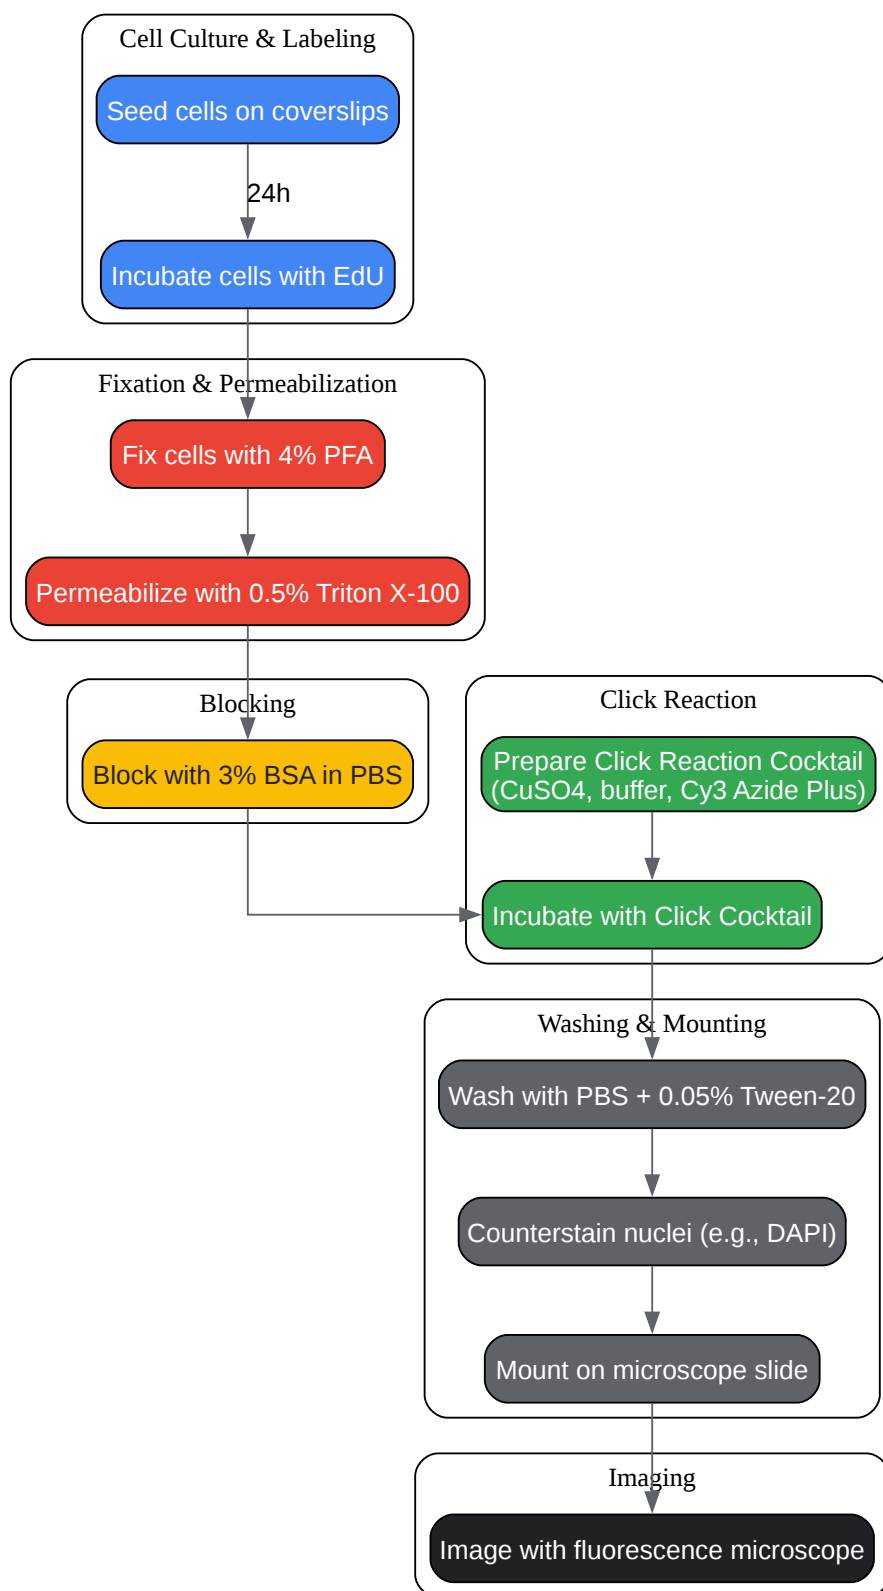 Cell Culture & Labeling
Seed cells on coverslips
24h
Incubate cells with EdU
Fixation & Permeabilization
Fix cells with 4% PFA
Permeabilize with 0.5% Triton X-100
Blocking
Block with 3% BSA in PBS
Click Reaction
Prepare Click Reaction Cocktail
(CuSO4, buffer, Cy3 Azide Plus)
Incubate with Click Cocktail
Washing & Mounting
Wash with PBS + 0.05% Tween-20
Counterstain nuclei (e.g., DAPI)
Mount on microscope slide
Imaging
Image with fluorescence microscope